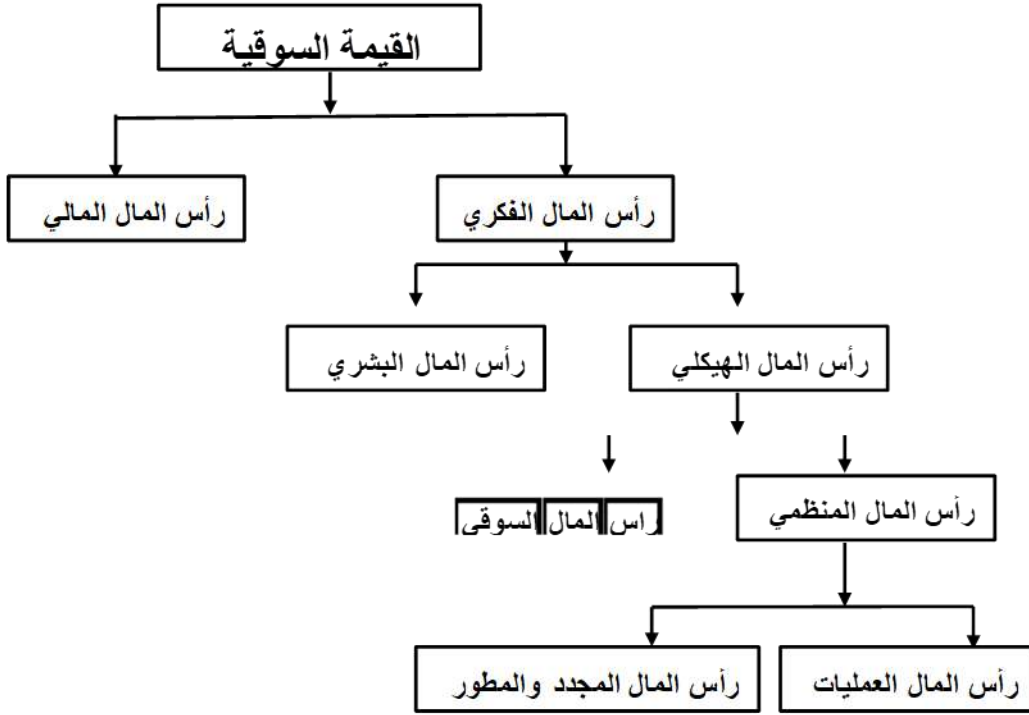 القيمة السوقية
رأس المال الفكري
رأس المال المالي
رأس المال الهيكلي
رأس المال البشري
رأس المال المنظمي
راس المال السوقي
رأس المال العمليات
رأس المال المجدد والمطور